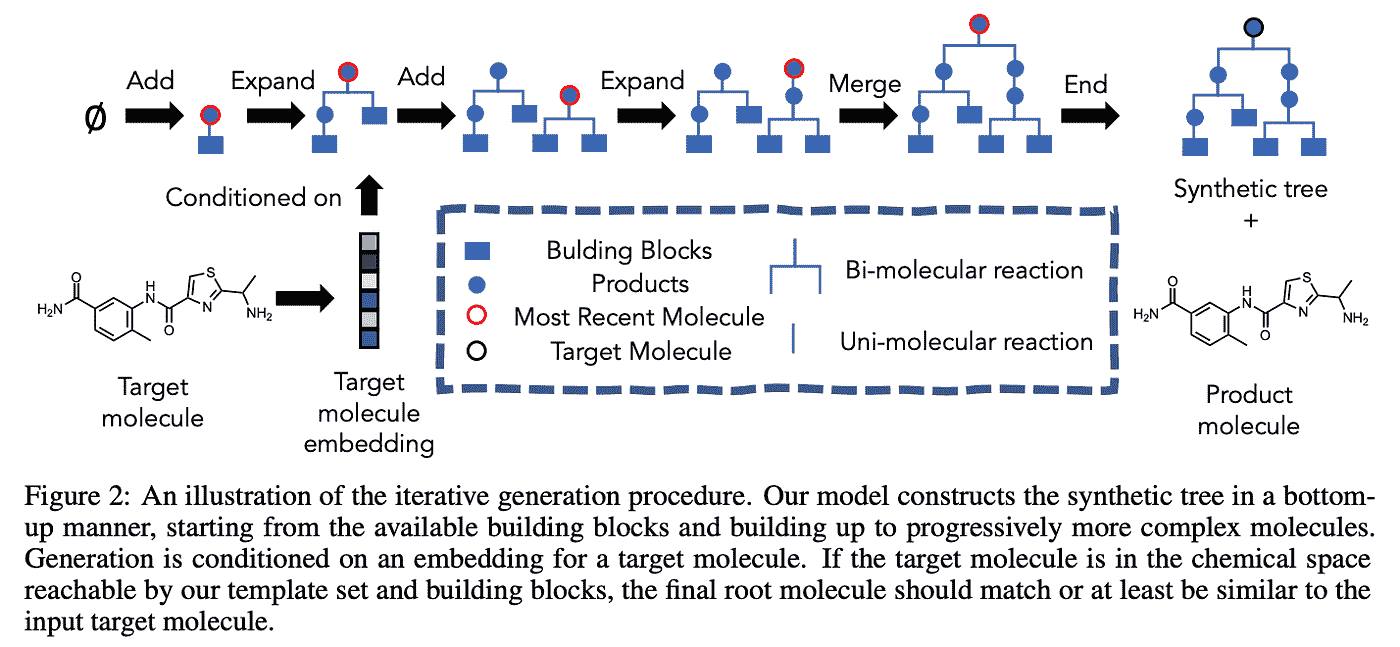 Add
Expand
Add
Expand
Merge
End
Ø
Conditioned on
Synthetic tree
+
Bulding Blocks
Products
Most Recent Molecule
Target Molecule
Bi-molecular reaction
Uni-molecular reaction
O
H₂N
H
N
O
S
N
NH₂
Target
molecule
Target
molecule
embedding
O
H₂N
H
N
O
S
N
NH₂
Product
molecule
Figure 2: An illustration of the iterative generation procedure. Our model constructs the synthetic tree in a bottom-
up manner, starting from the available building blocks and building up to progressively more complex molecules.
Generation is conditioned on an embedding for a target molecule. If the target molecule is in the chemical space
reachable by our template set and building blocks, the final root molecule should match or at least be similar to the
input target molecule.